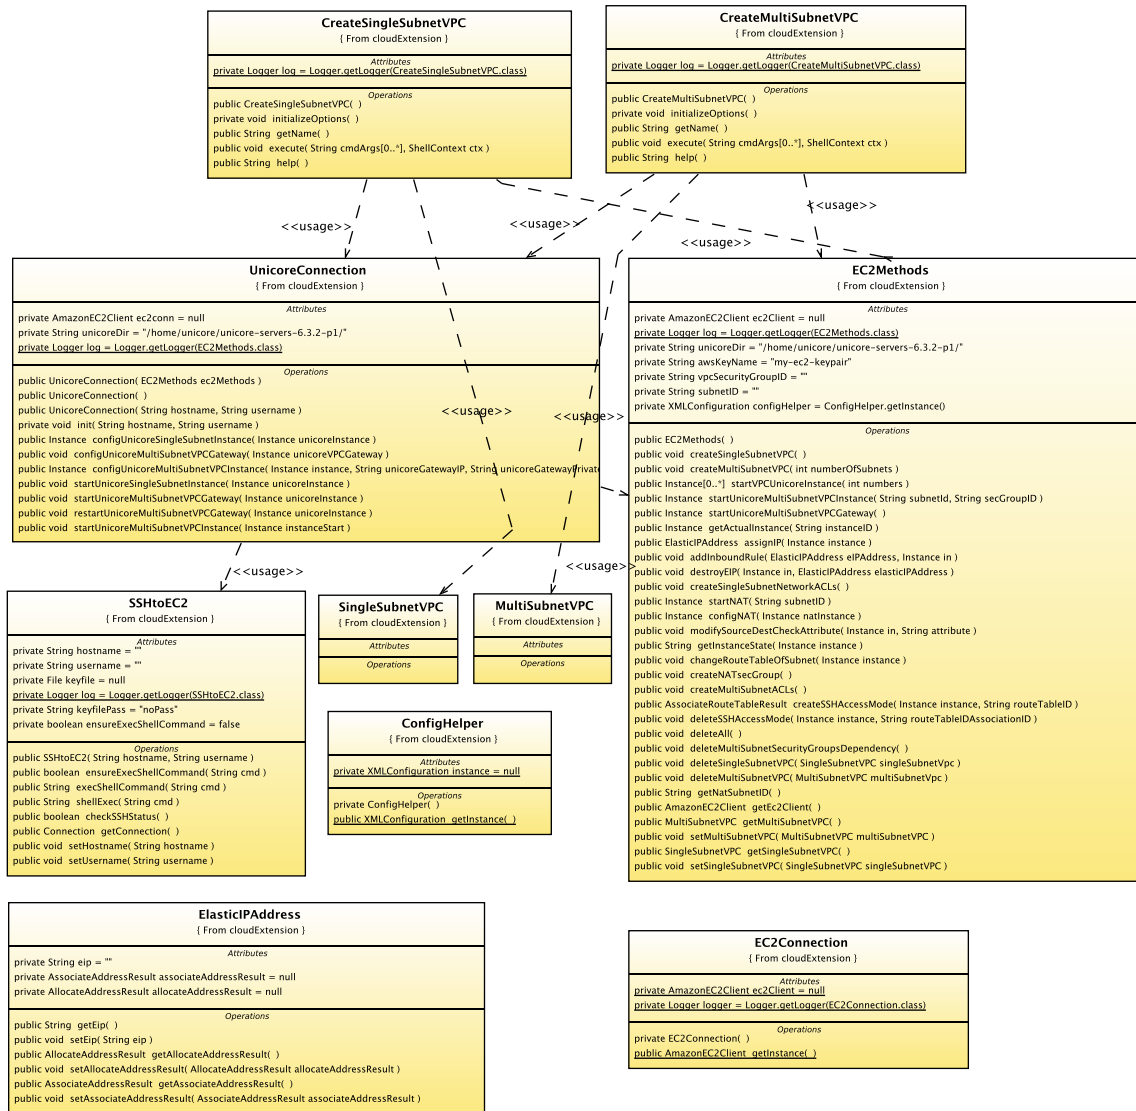 CreateSingleSubnetVPC
{ From cloudExtension }
Attributes
private Logger log = Logger.getLogger(CreateSingleSubnetVPC.class)
Operations
public CreateSingleSubnetVPC( )
private void initializeOptions( )
public String getName( )
public void execute( String cmdArgs[0..*], ShellContext ctx )
public String help( )
CreateMultiSubnetVPC
{ From cloudExtension }
Attributes
private Logger log = Logger.getLogger(CreateMultiSubnetVPC.class)
Operations
public CreateMultiSubnetVPC( )
private void initializeOptions( )
public String getName( )
public void execute( String cmdArgs[0..*], ShellContext ctx )
public String help( )
<<usage>>
<<usage>>
<<usage>>
<<usage>>
UnicoreConnection
{ From cloudExtension }
Attributes
private AmazonEC2Client ec2conn = null
private String unicoreDir = "/home/unicore/unicore-servers-6.3.2-p1/"
private Logger log = Logger.getLogger(EC2Methods.class)
Operations
public UnicoreConnection( EC2Methods ec2Methods )
public UnicoreConnection( )
public UnicoreConnection( String hostname, String username )
private void init( String hostname, String username )
public Instance configUnicoreSingleSubnetInstance( Instance unicoreInstance )
public void configUnicoreMultiSubnetVPCGateway( Instance unicoreVPCGateway )
public Instance configUnicoreMultiSubnetVPCInstance( Instance instance, String unicoreGatewayIP, String unicoreGatewayPrivate
public void startUnicoreSingleSubnetInstance( Instance unicoreInstance )
public void startUnicoreMultiSubnetVPCGateway( Instance unicoreInstance )
public void restartUnicoreMultiSubnetVPCGateway( Instance unicoreInstance )
public void startUnicoreMultiSubnetVPCInstance( Instance instanceStart )
<<usage>>
<<usage>>
EC2Methods
{ From cloudExtension }
Attributes
private AmazonEC2Client ec2Client = null
private Logger log = Logger.getLogger(EC2Methods.class)
private String unicoreDir = "/home/unicore/unicore-servers-6.3.2-p1/"
private String awsKeyName = "my-ec2-keypair"
private String vpcSecurityGroupID = ""
private String subnetID = ""
private XMLConfiguration configHelper = ConfigHelper.getInstance()
Operations
public EC2Methods( )
public void createSingleSubnetVPC( )
public void createMultiSubnetVPC( int numberOfSubnets )
public Instance[0..*] startVPCUnicoreInstance( int numbers )
public Instance startUnicoreMultiSubnetVPCInstance( String subnetId, String secGroupID )
public Instance startUnicoreMultiSubnetVPCGateway( )
public Instance getActualInstance( String instanceID )
public ElasticIPAddress assignIP( Instance instance )
public void addInboundRule( ElasticIPAddress eIPAddress, Instance in )
public void destroyEIP( Instance in, ElasticIPAddress elasticIPAddress )
public void createSingleSubnetNetworkACLs( )
public Instance startNAT( String subnetID )
public Instance configNAT( Instance natInstance )
public void modifySourceDestCheckAttribute( Instance in, String attribute )
public String getInstanceState( Instance instance )
public void changeRouteTableOfSubnet( Instance instance )
public void createNATsecGroup( )
public void createMultiSubnetACLs( )
public AssociateRouteTableResult createSSHAccessMode( Instance instance, String routeTableID )
public void deleteSSHAccessMode( Instance instance, String routeTableIDAssociationID )
public void deleteAll( )
public void deleteMultiSubnetSecurityGroupsDependency( )
public void deleteSingleSubnetVPC( SingleSubnetVPC singleSubnetVpc )
public void deleteMultiSubnetVPC( MultiSubnetVPC multiSubnetVpc )
public String getNatSubnetID( )
public AmazonEC2Client getEc2Client( )
public MultiSubnetVPC getMultiSubnetVPC( )
public void setMultiSubnetVPC( MultiSubnetVPC multiSubnetVPC )
public SingleSubnetVPC getSingleSubnetVPC( )
public void setSingleSubnetVPC( SingleSubnetVPC singleSubnetVPC )
<<usage>>
<<usage>>
SSHtoEC2
{ From cloudExtension }
Attributes
private String hostname = ""
private String username = ""
private File keyfile = null
private Logger log = Logger.getLogger(SSHtoEC2.class)
private String keyfilePass = "noPass"
private boolean ensureExecShellCommand = false
Operations
public SSHtoEC2( String hostname, String username )
public boolean ensureExecShellCommand( String cmd )
public String execShellCommand( String cmd )
public String shellExec( String cmd )
public boolean checkSSHStatus( )
public Connection getConnection( )
public void setHostname( String hostname )
public void setUsername( String username )
SingleSubnetVPC
{ From cloudExtension }
Attributes
Operations
MultiSubnetVPC
{ From cloudExtension }
Attributes
Operations
ConfigHelper
{ From cloudExtension }
Attributes
private XMLConfiguration instance = null
Operations
private ConfigHelper( )
public XMLConfiguration getInstance( )
ElasticIPAddress
{ From cloudExtension }
Attributes
private String eip = ""
private AssociateAddressResult associateAddressResult = null
private AllocateAddressResult allocateAddressResult = null
Operations
public String getEip( )
public void setEip( String eip )
public AllocateAddressResult getAllocateAddressResult( )
public void setAllocateAddressResult( AllocateAddressResult allocateAddressResult )
public AssociateAddressResult getAssociateAddressResult( )
public void setAssociateAddressResult( AssociateAddressResult associateAddressResult )
EC2Connection
{ From cloudExtension }
Attributes
private AmazonEC2Client ec2Client = null
private Logger logger = Logger.getLogger(EC2Connection.class)
Operations
private EC2Connection( )
public AmazonEC2Client getInstance( )